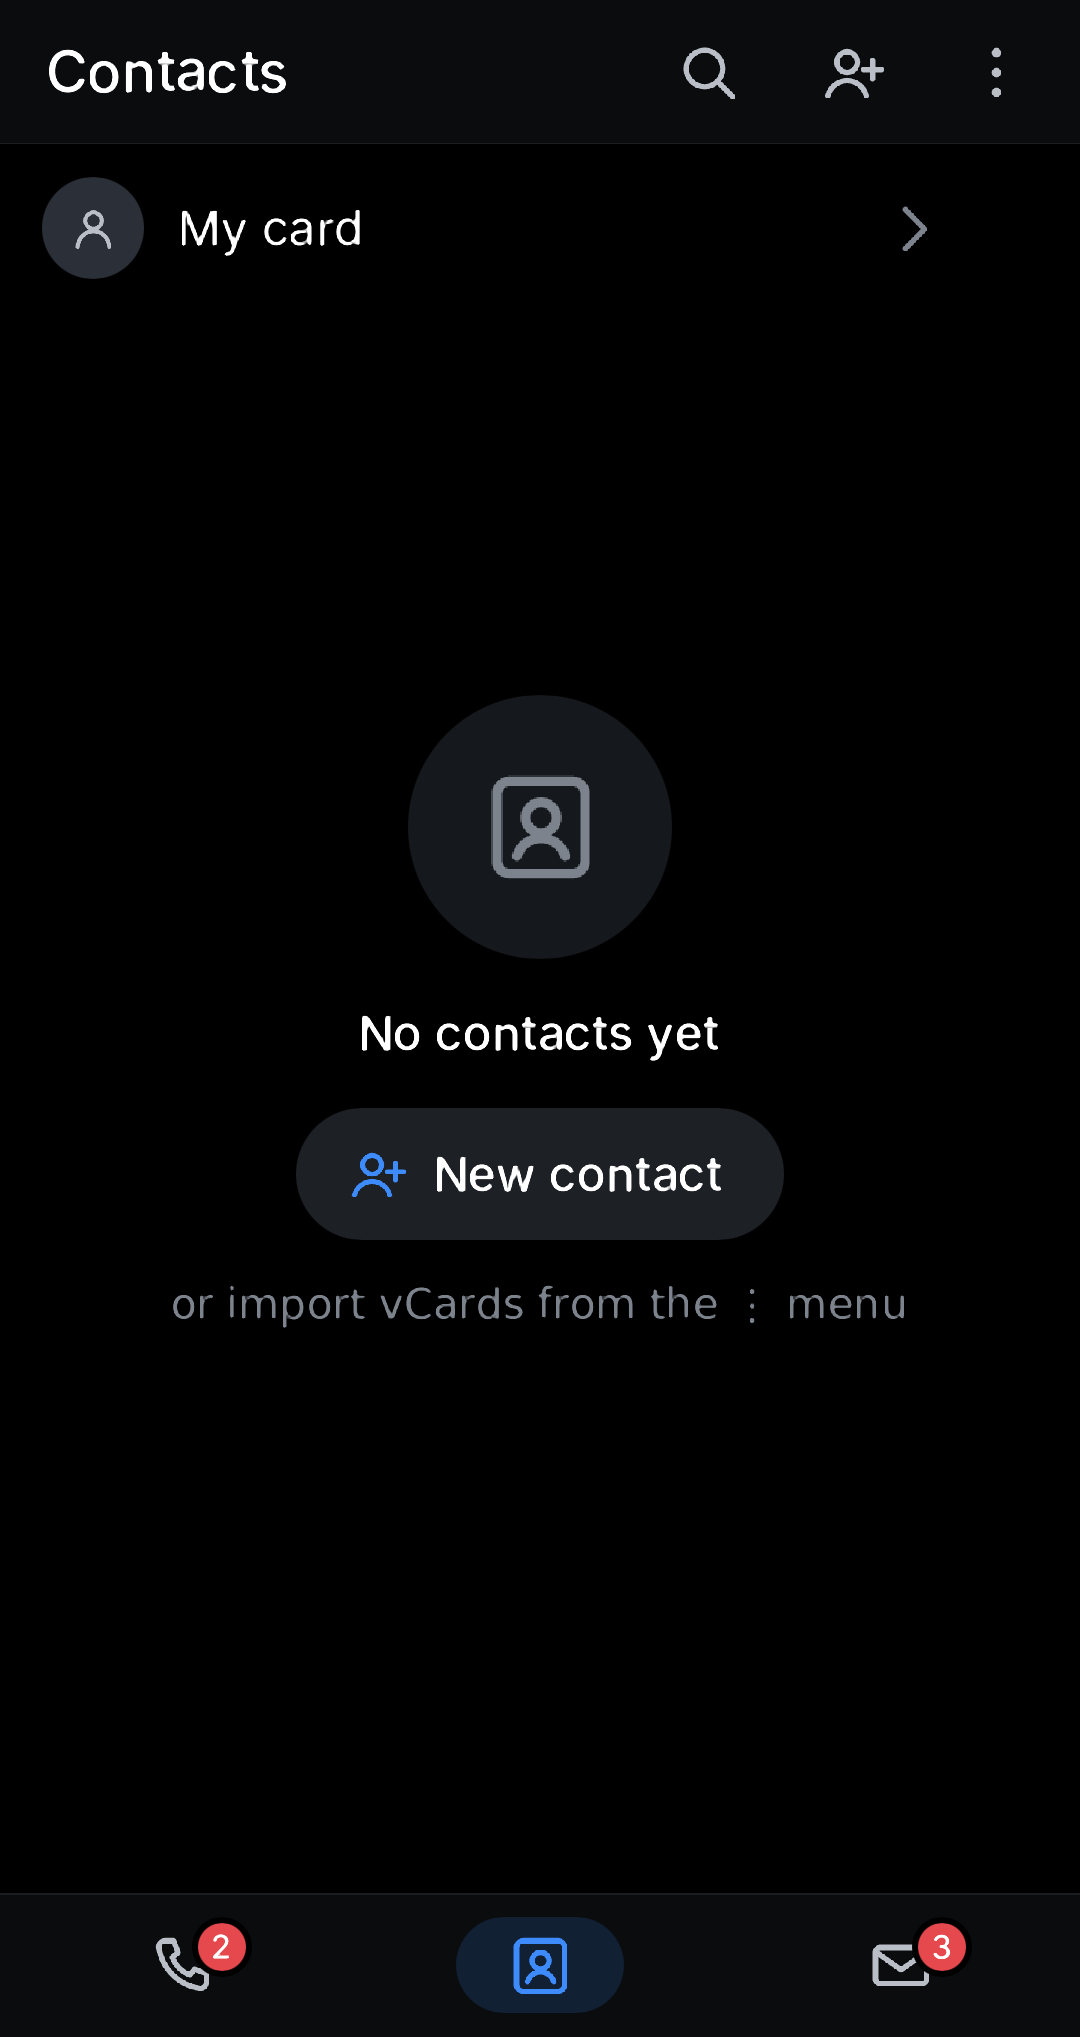 Contacts
My card
No contacts yet
New contact
or import vCards from the ⋮ menu
2
3